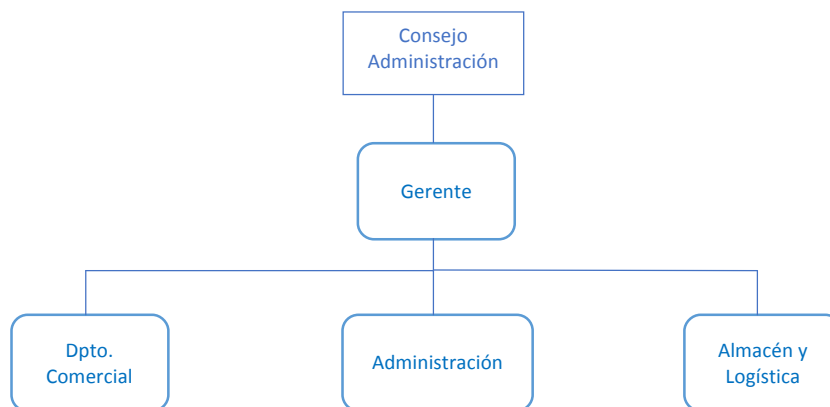 Consejo
Administración
Gerente
Dpto.
Comercial
Administración
Almacén y
Logística